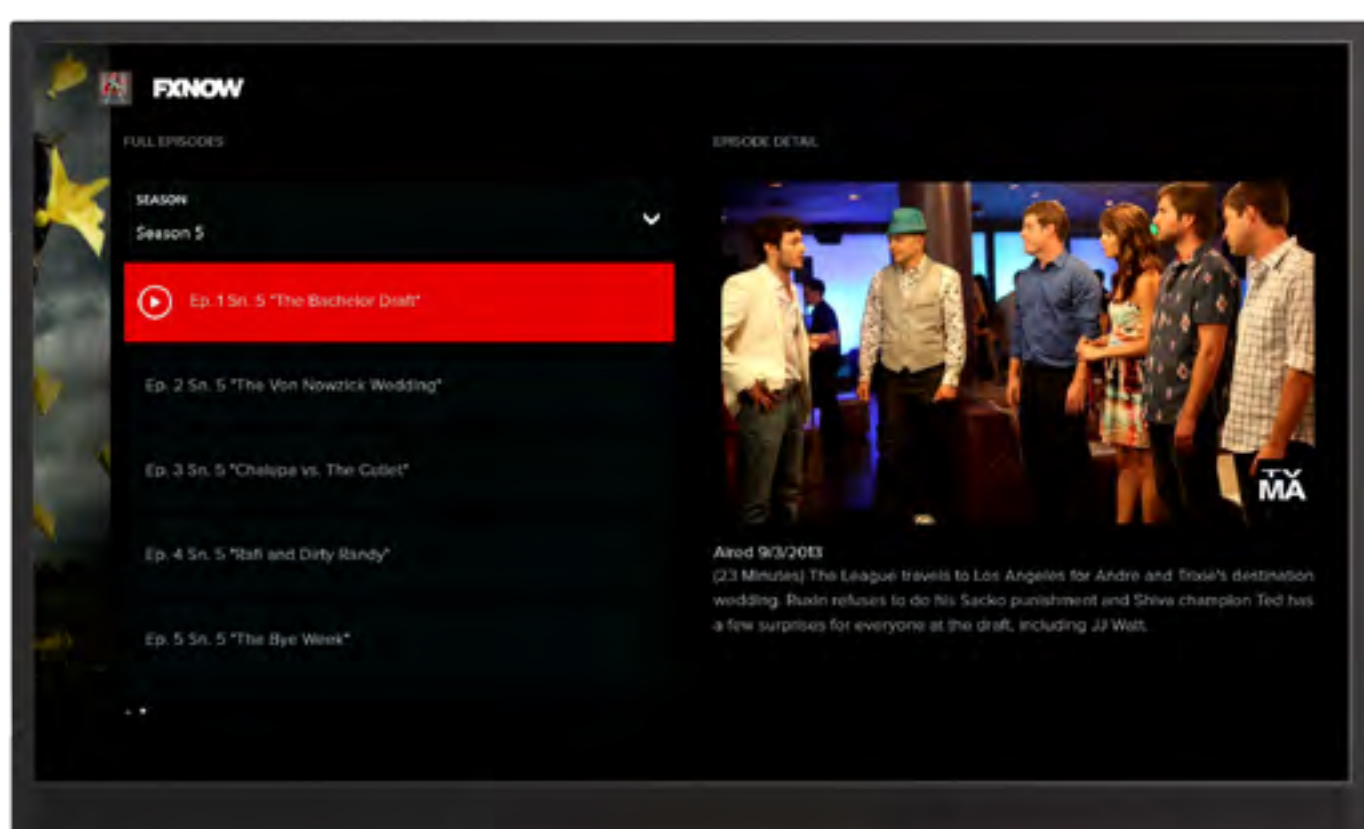 FXNOW
FULL EPISODES
SEASON
Season 5
Ep. 1 Sn. 5 "The Bachelor Draft"
Ep. 2 Sn. 5 "The Von Nowzick Wedding"
Ep. 3 Sn. 5 "Chalupa vs. The Cutlet"
Ep. 4 Sn. 5 "Rafi and Dirty Randy"
Ep. 5 Sn. 5 "The Bye Week"
EPISODE DETAIL
TV
MA
Aired 9/3/2013
(23 Minutes) The League travels to Los Angeles for Andre and Trixie's destination
wedding. Ruxin refuses to do his Sacko punishment and Shiva champion Ted has
a few surprises for everyone at the draft, including JJ Watt.